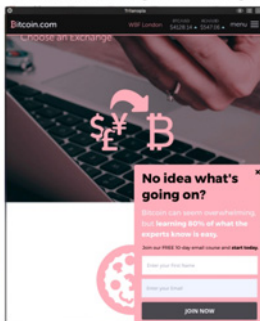 Tritanopia
Bitcoin.com
WBF London
menu
Choose an Exchange
$ ¥ £ B
No idea what's
going on?
Bitcoin can seem overwhelming,
but learning 80% of what the
experts know is easy.
Join our FREE 10-day email course and start today.
Enter your First Name
Enter your Email
JOIN NOW